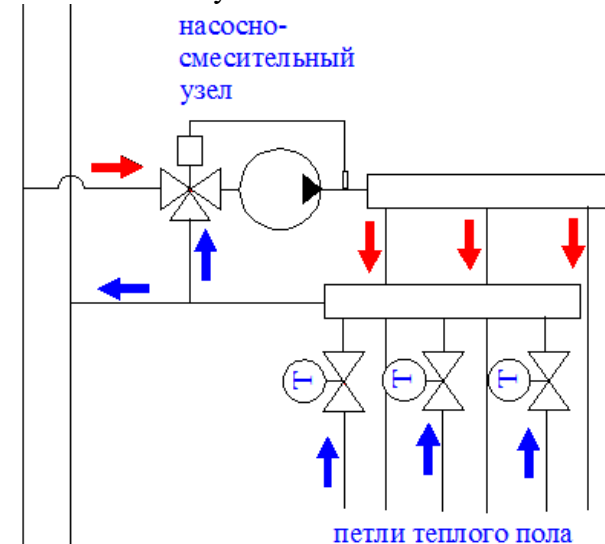 насосно-
смесительный
узел
T
T
T
петли теплого пола